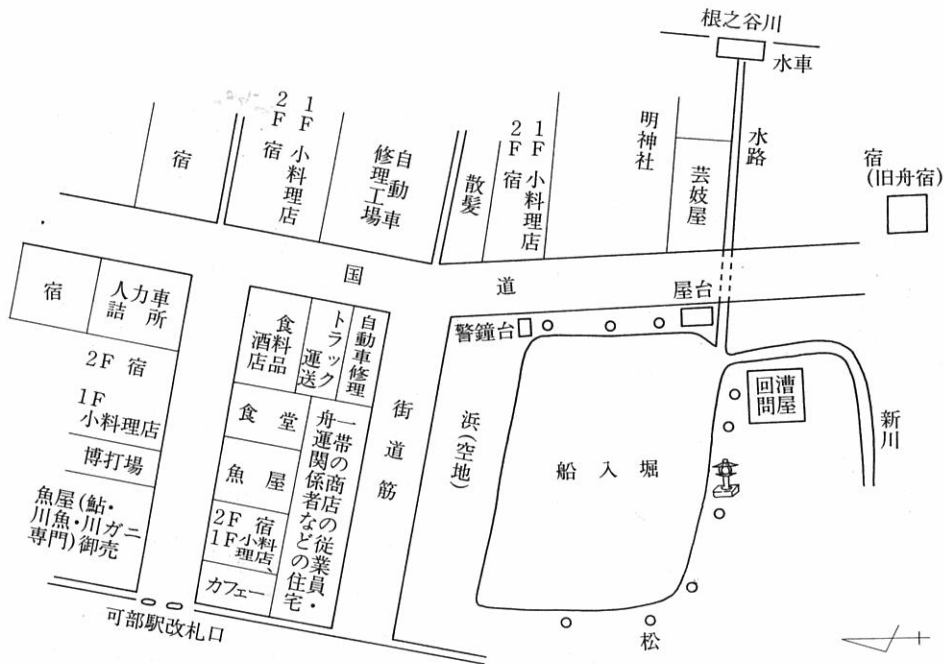 根之谷川
水車
水路
宿
(旧舟宿)
明神社
芸妓屋
1F 小料理店
2F 宿
散髪
自動車
修理工場
1F 小料理店
2F 宿
宿
国道
屋台
警鐘台
宿
人力車
詰所
2F 宿
1F
小料理店
博打場
魚屋(鮎・
川魚・川ガニ
専門)御売
食料品
酒店
トラック
運送
自動車修理
食堂
魚屋
2F 宿
1F小料
理店、
カフェー
一帯の商店の従業員・
舟運関係者などの住宅
街道筋
浜(空地)
船入堀
回漕
問屋
新川
松
可部駅改札口